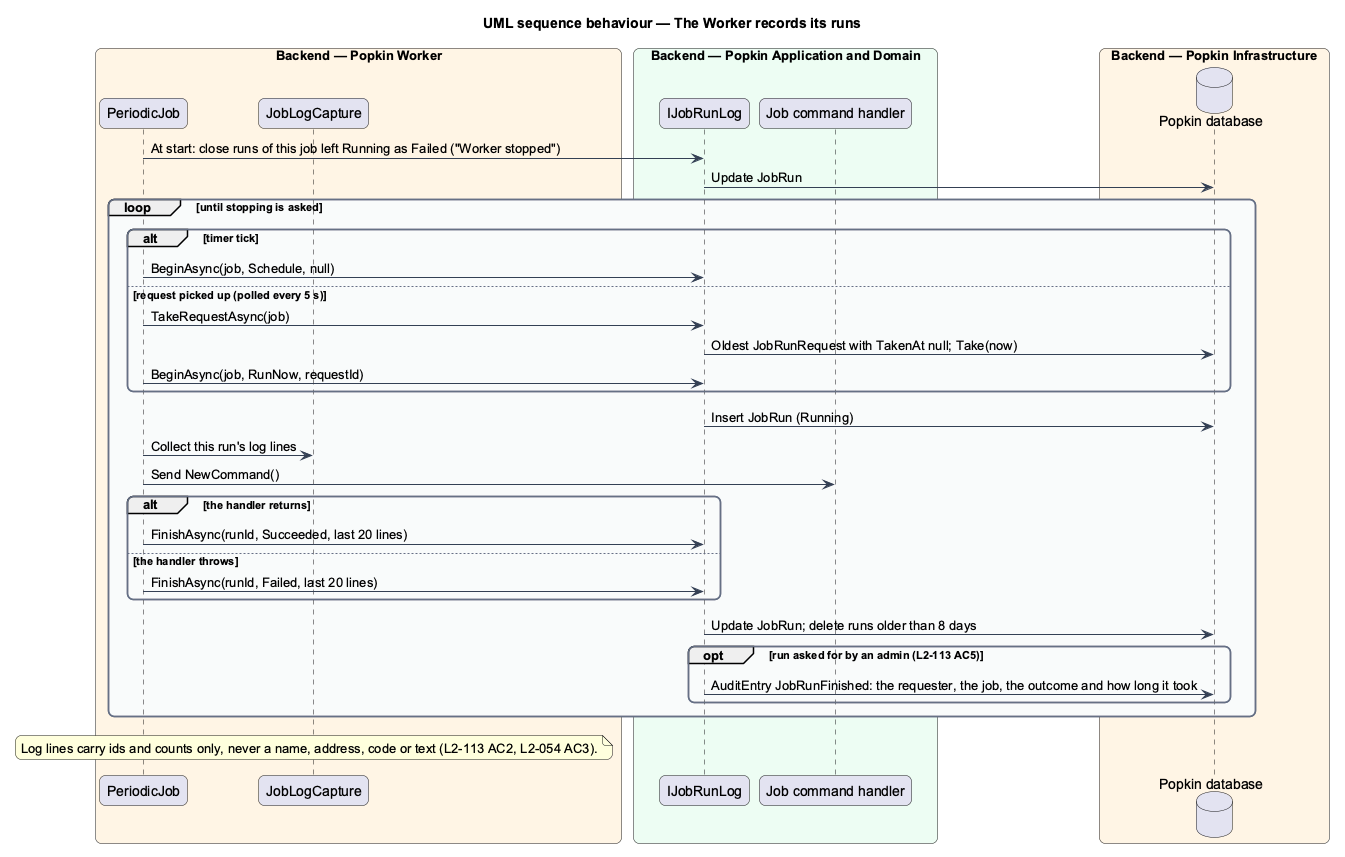 UML sequence behaviour — The Worker records its runs
Backend — Popkin Worker
Backend — Popkin Application and Domain
Backend — Popkin Infrastructure
PeriodicJob
JobLogCapture
IJobRunLog
Job command handler
Popkin database
At start: close runs of this job left Running as Failed ("Worker stopped")
Update JobRun
loop
[until stopping is asked]
alt
[timer tick]
BeginAsync(job, Schedule, null)
[request picked up (polled every 5 s)]
TakeRequestAsync(job)
Oldest JobRunRequest with TakenAt null; Take(now)
BeginAsync(job, RunNow, requestId)
Insert JobRun (Running)
Collect this run's log lines
Send NewCommand()
alt
[the handler returns]
FinishAsync(runId, Succeeded, last 20 lines)
[the handler throws]
FinishAsync(runId, Failed, last 20 lines)
Update JobRun; delete runs older than 8 days
opt
[run asked for by an admin (L2-113 AC5)]
AuditEntry JobRunFinished: the requester, the job, the outcome and how long it took
Log lines carry ids and counts only, never a name, address, code or text (L2-113 AC2, L2-054 AC3).
PeriodicJob
JobLogCapture
IJobRunLog
Job command handler
Popkin database